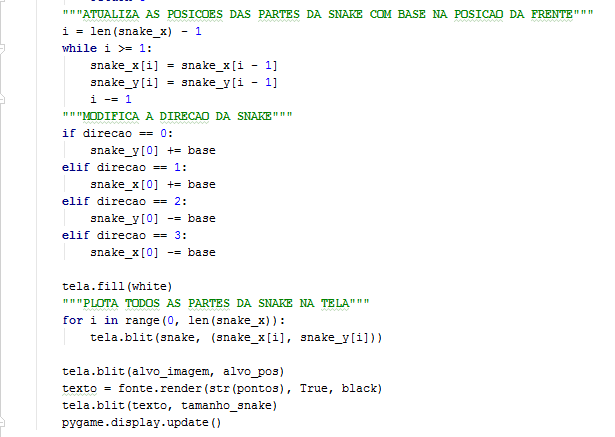 """ATUALIZA AS POSICOES DAS PARTES DA SNAKE COM BASE NA POSICAO DA FRENTE"""
i = len(snake_x) - 1
while i >= 1:
    snake_x[i] = snake_x[i - 1]
    snake_y[i] = snake_y[i - 1]
    i -= 1
"""MODIFICA A DIRECAO DA SNAKE"""
if direcao == 0:
    snake_y[0] += base
elif direcao == 1:
    snake_x[0] += base
elif direcao == 2:
    snake_y[0] -= base
elif direcao == 3:
    snake_x[0] -= base

tela.fill(white)
"""PLOTA TODOS AS PARTES DA SNAKE NA TELA"""
for i in range(0, len(snake_x)):
    tela.blit(snake, (snake_x[i], snake_y[i]))

tela.blit(alvo_imagem, alvo_pos)
texto = fonte.render(str(pontos), True, black)
tela.blit(texto, tamanho_snake)
pygame.display.update()